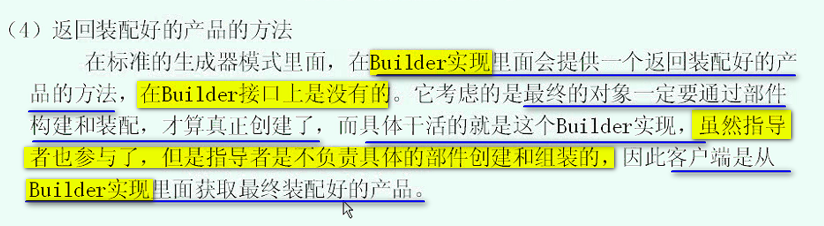 （4）返回装配好的产品的方法
在标准的生成器模式里面，在Builder实现里面会提供一个返回装配好的产
品的方法，在Builder接口上是没有的。它考虑的是最终的对象一定要通过部件
构建和装配，才算真正创建了，而具体干活的就是这个Builder实现，虽然指导
者也参与了，但是指导者是不负责具体的部件创建和组装的，因此客户端是从
Builder实现里面获取最终装配好的产品。